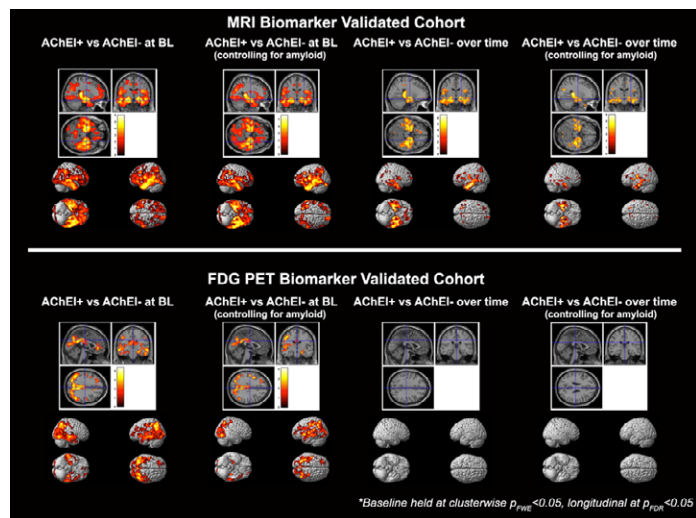 MRI Biomarker Validated Cohort
AChEI+ vs AChEI- at BL
AChEI+ vs AChEI- at BL
(controlling for amyloid)
AChEI+ vs AChEI- over time
AChEI+ vs AChEI- over time
(controlling for amyloid)
FDG PET Biomarker Validated Cohort
AChEI+ vs AChEI- at BL
AChEI+ vs AChEI- at BL
(controlling for amyloid)
AChEI+ vs AChEI- over time
AChEI+ vs AChEI- over time
(controlling for amyloid)
*Baseline held at clusterwise pFWE<0.05, longitudinal at pFDR<0.05